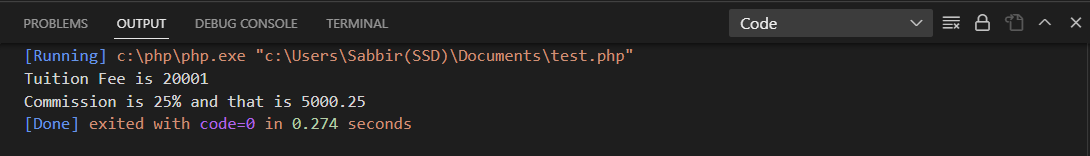 PROBLEMS OUTPUT DEBUG CONSOLE TERMINAL Code
[Running] c:\php\php.exe "c:\Users\Sabbir(SSD)\Documents\test.php"
Tuition Fee is 20001
Commission is 25% and that is 5000.25
[Done] exited with code=0 in 0.274 seconds